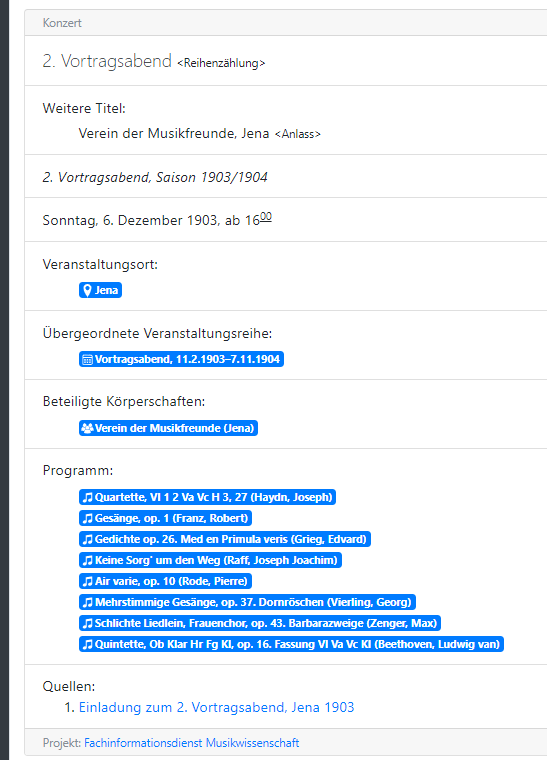 Konzert
2. Vortragsabend <Reihenzählung>
Weitere Titel:
Verein der Musikfreunde, Jena <Anlass>
2. Vortragsabend, Saison 1903/1904
Sonntag, 6. Dezember 1903, ab 16⁰⁰
Veranstaltungsort:
Jena
Übergeordnete Veranstaltungsreihe:
Vortragsabend, 11.2.1903–7.11.1904
Beteiligte Körperschaften:
Verein der Musikfreunde (Jena)
Programm:
Quartette, Vl 1 2 Va Vc H 3, 27 (Haydn, Joseph)
Gesänge, op. 1 (Franz, Robert)
Gedichte op. 26. Med en Primula veris (Grieg, Edvard)
Keine Sorg' um den Weg (Raff, Joseph Joachim)
Air varie, op. 10 (Rode, Pierre)
Mehrstimmige Gesänge, op. 37. Dornröschen (Vierling, Georg)
Schlichte Liedlein, Frauenchor, op. 43. Barbarazweige (Zenger, Max)
Quintette, Ob Klar Hr Fg Kl, op. 16. Fassung Vl Va Vc Kl (Beethoven, Ludwig van)
Quellen:
1. Einladung zum 2. Vortragsabend, Jena 1903
Projekt: Fachinformationsdienst Musikwissenschaft